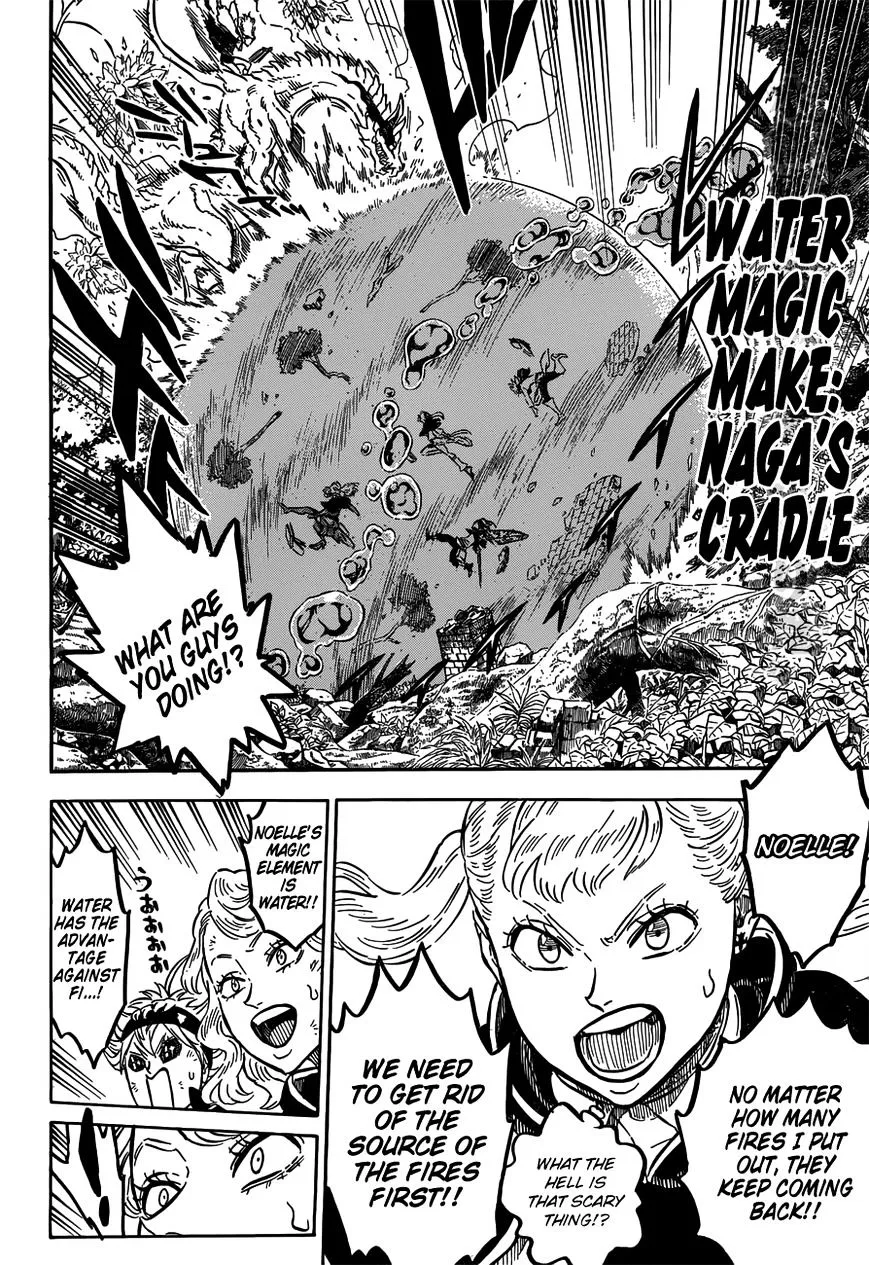 WATER
MAGIC
MAKE:
NAGA'S
CRADLE
WHAT ARE
YOU GUYS
DOING!?
NOELLE!
NO MATTER
HOW MANY
FIRES I PUT
OUT, THEY
KEEP COMING
BACK!!
WE NEED
TO GET RID
OF THE
SOURCE OF
THE FIRES
FIRST!!
WHAT THE
HELL IS
THAT SCARY
THING!?
NOELLE'S
MAGIC
ELEMENT
IS
WATER!!
WATER
HAS THE
ADVAN-
TAGE
AGAINST
FI...!
うおおおお